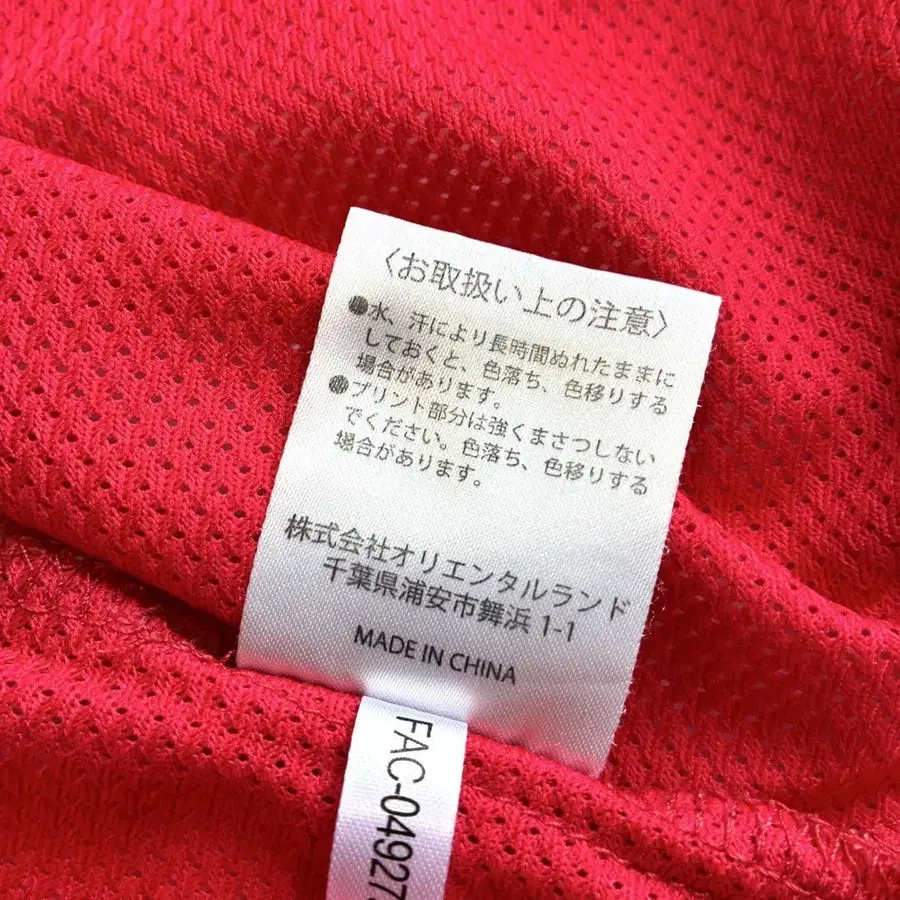 〈お取扱い上の注意〉
●水、汗により長時間ぬれたままに
しておくと、色落ち、色移りする
場合があります。
●プリント部分は強くまさつしない
でください。色落ち、色移りする
場合があります。
株式会社オリエンタルランド
千葉県浦安市舞浜 1-1
MADE IN CHINA
FAC-04927